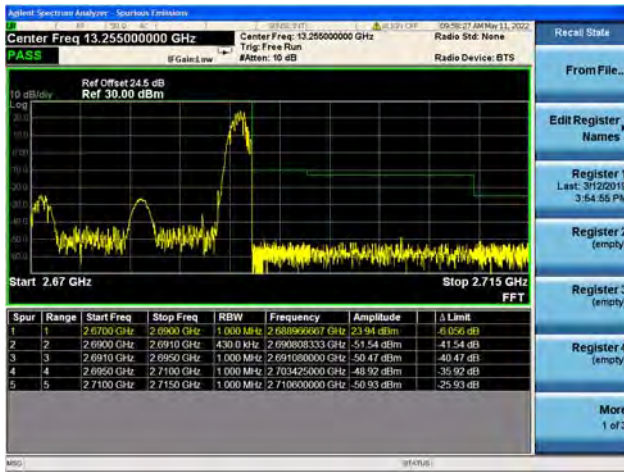 Agilent Spectrum Analyzer - Spurious Emissions
ALIGN OFF 09:58:27 AM May 11, 2022
Center Freq 13.255000000 GHz
Center Freq: 13.255000000 GHz
Radio Std: None
Trig: Free Run
PASS
IFGain:Low
#Atten: 10 dB
Radio Device: BTS
Ref Offset 24.5 dB
10 dB/div Ref 30.00 dBm
Log
Start 2.67 GHz
Stop 2.715 GHz
FFT
Spur Range Start Freq Stop Freq RBW Frequency Amplitude Δ Limit
1 1 2.6700 GHz 2.6900 GHz 1.000 MHz 2.688966667 GHz 23.94 dBm -6.056 dB
2 2 2.6900 GHz 2.6910 GHz 430.0 kHz 2.690808333 GHz -51.54 dBm -41.54 dB
3 3 2.6910 GHz 2.6950 GHz 1.000 MHz 2.691080000 GHz -50.47 dBm -40.47 dB
4 4 2.6950 GHz 2.7100 GHz 1.000 MHz 2.703425000 GHz -48.92 dBm -35.92 dB
5 5 2.7100 GHz 2.7150 GHz 1.000 MHz 2.710600000 GHz -50.93 dBm -25.93 dB
MSG
STATUS
Recall State
From File...
Edit Register
Names
Register 1
Last: 3/12/2019
3:54:55 PM
Register 2
(empty)
Register 3
(empty)
Register 4
(empty)
More
1 of 3